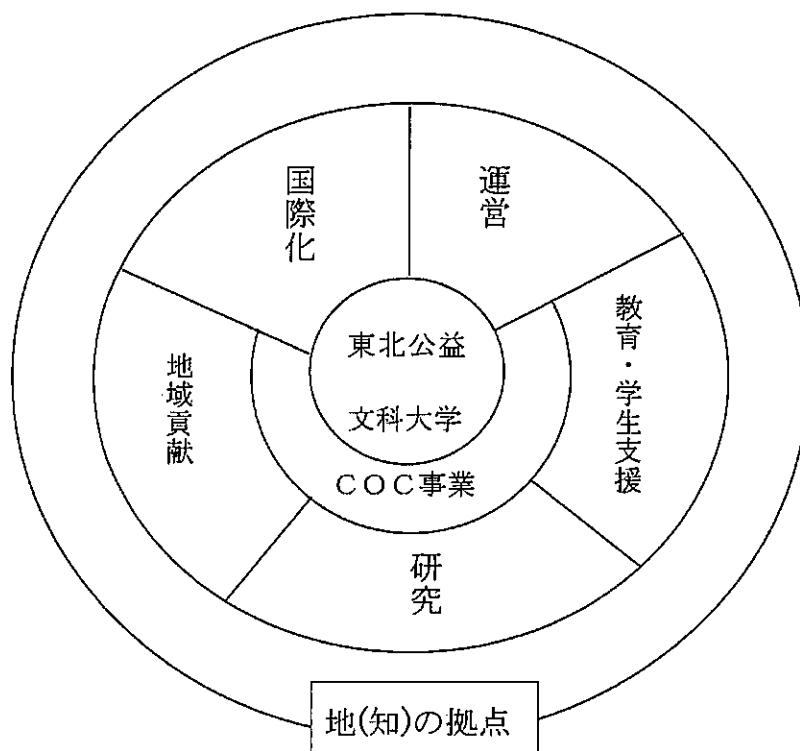 国際化
運営
東北公益
文科大学
地域貢献
教育・学生支援
COC事業
研究
地(知)の拠点